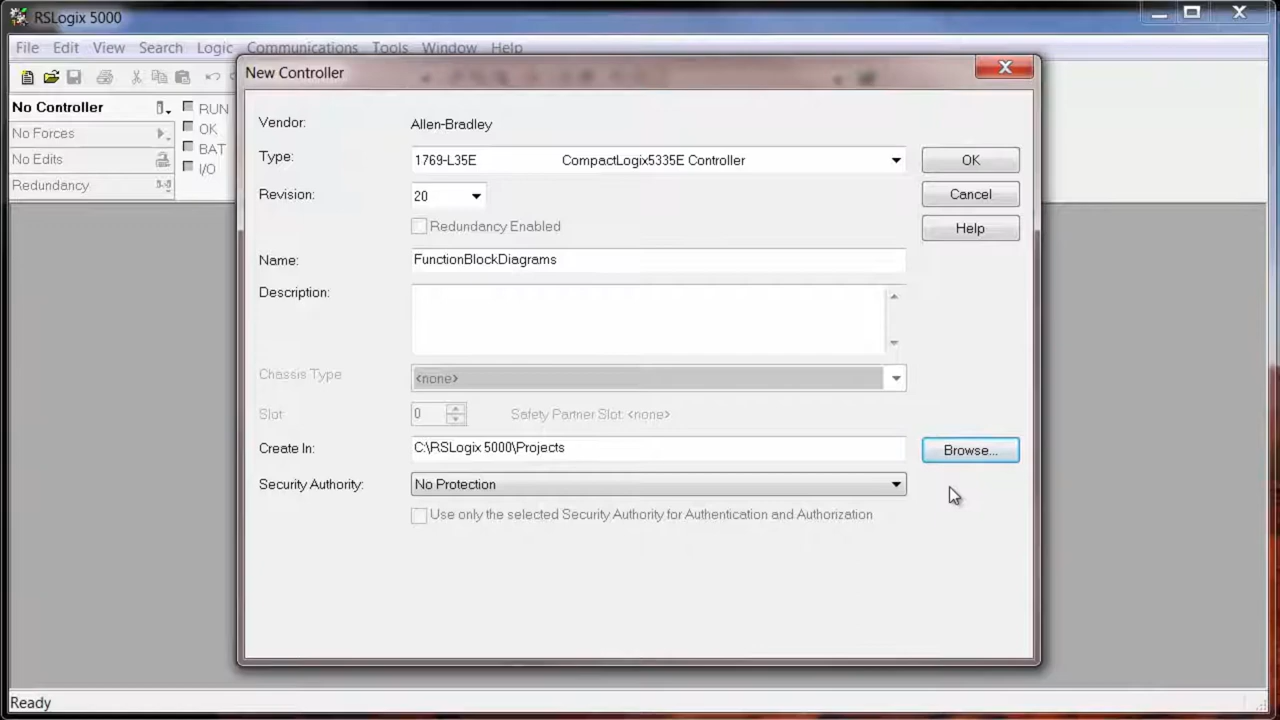 RSLogix 5000
File Edit View Search Logic Communications Tools Window Help
New Controller
No Controller
RUN
No Forces
OK
No Edits
BAT
Redundancy
I/O
Vendor: Allen-Bradley
Type: 1769-L35E CompactLogix5335E Controller OK
Revision: 20 Cancel
Redundancy Enabled Help
Name: FunctionBlockDiagrams
Description:
Chassis Type <none>
Slot: 0 Safety Partner Slot: <none>
Create In: C:\RSLogix 5000\Projects Browse...
Security Authority: No Protection
Use only the selected Security Authority for Authentication and Authorization
Ready